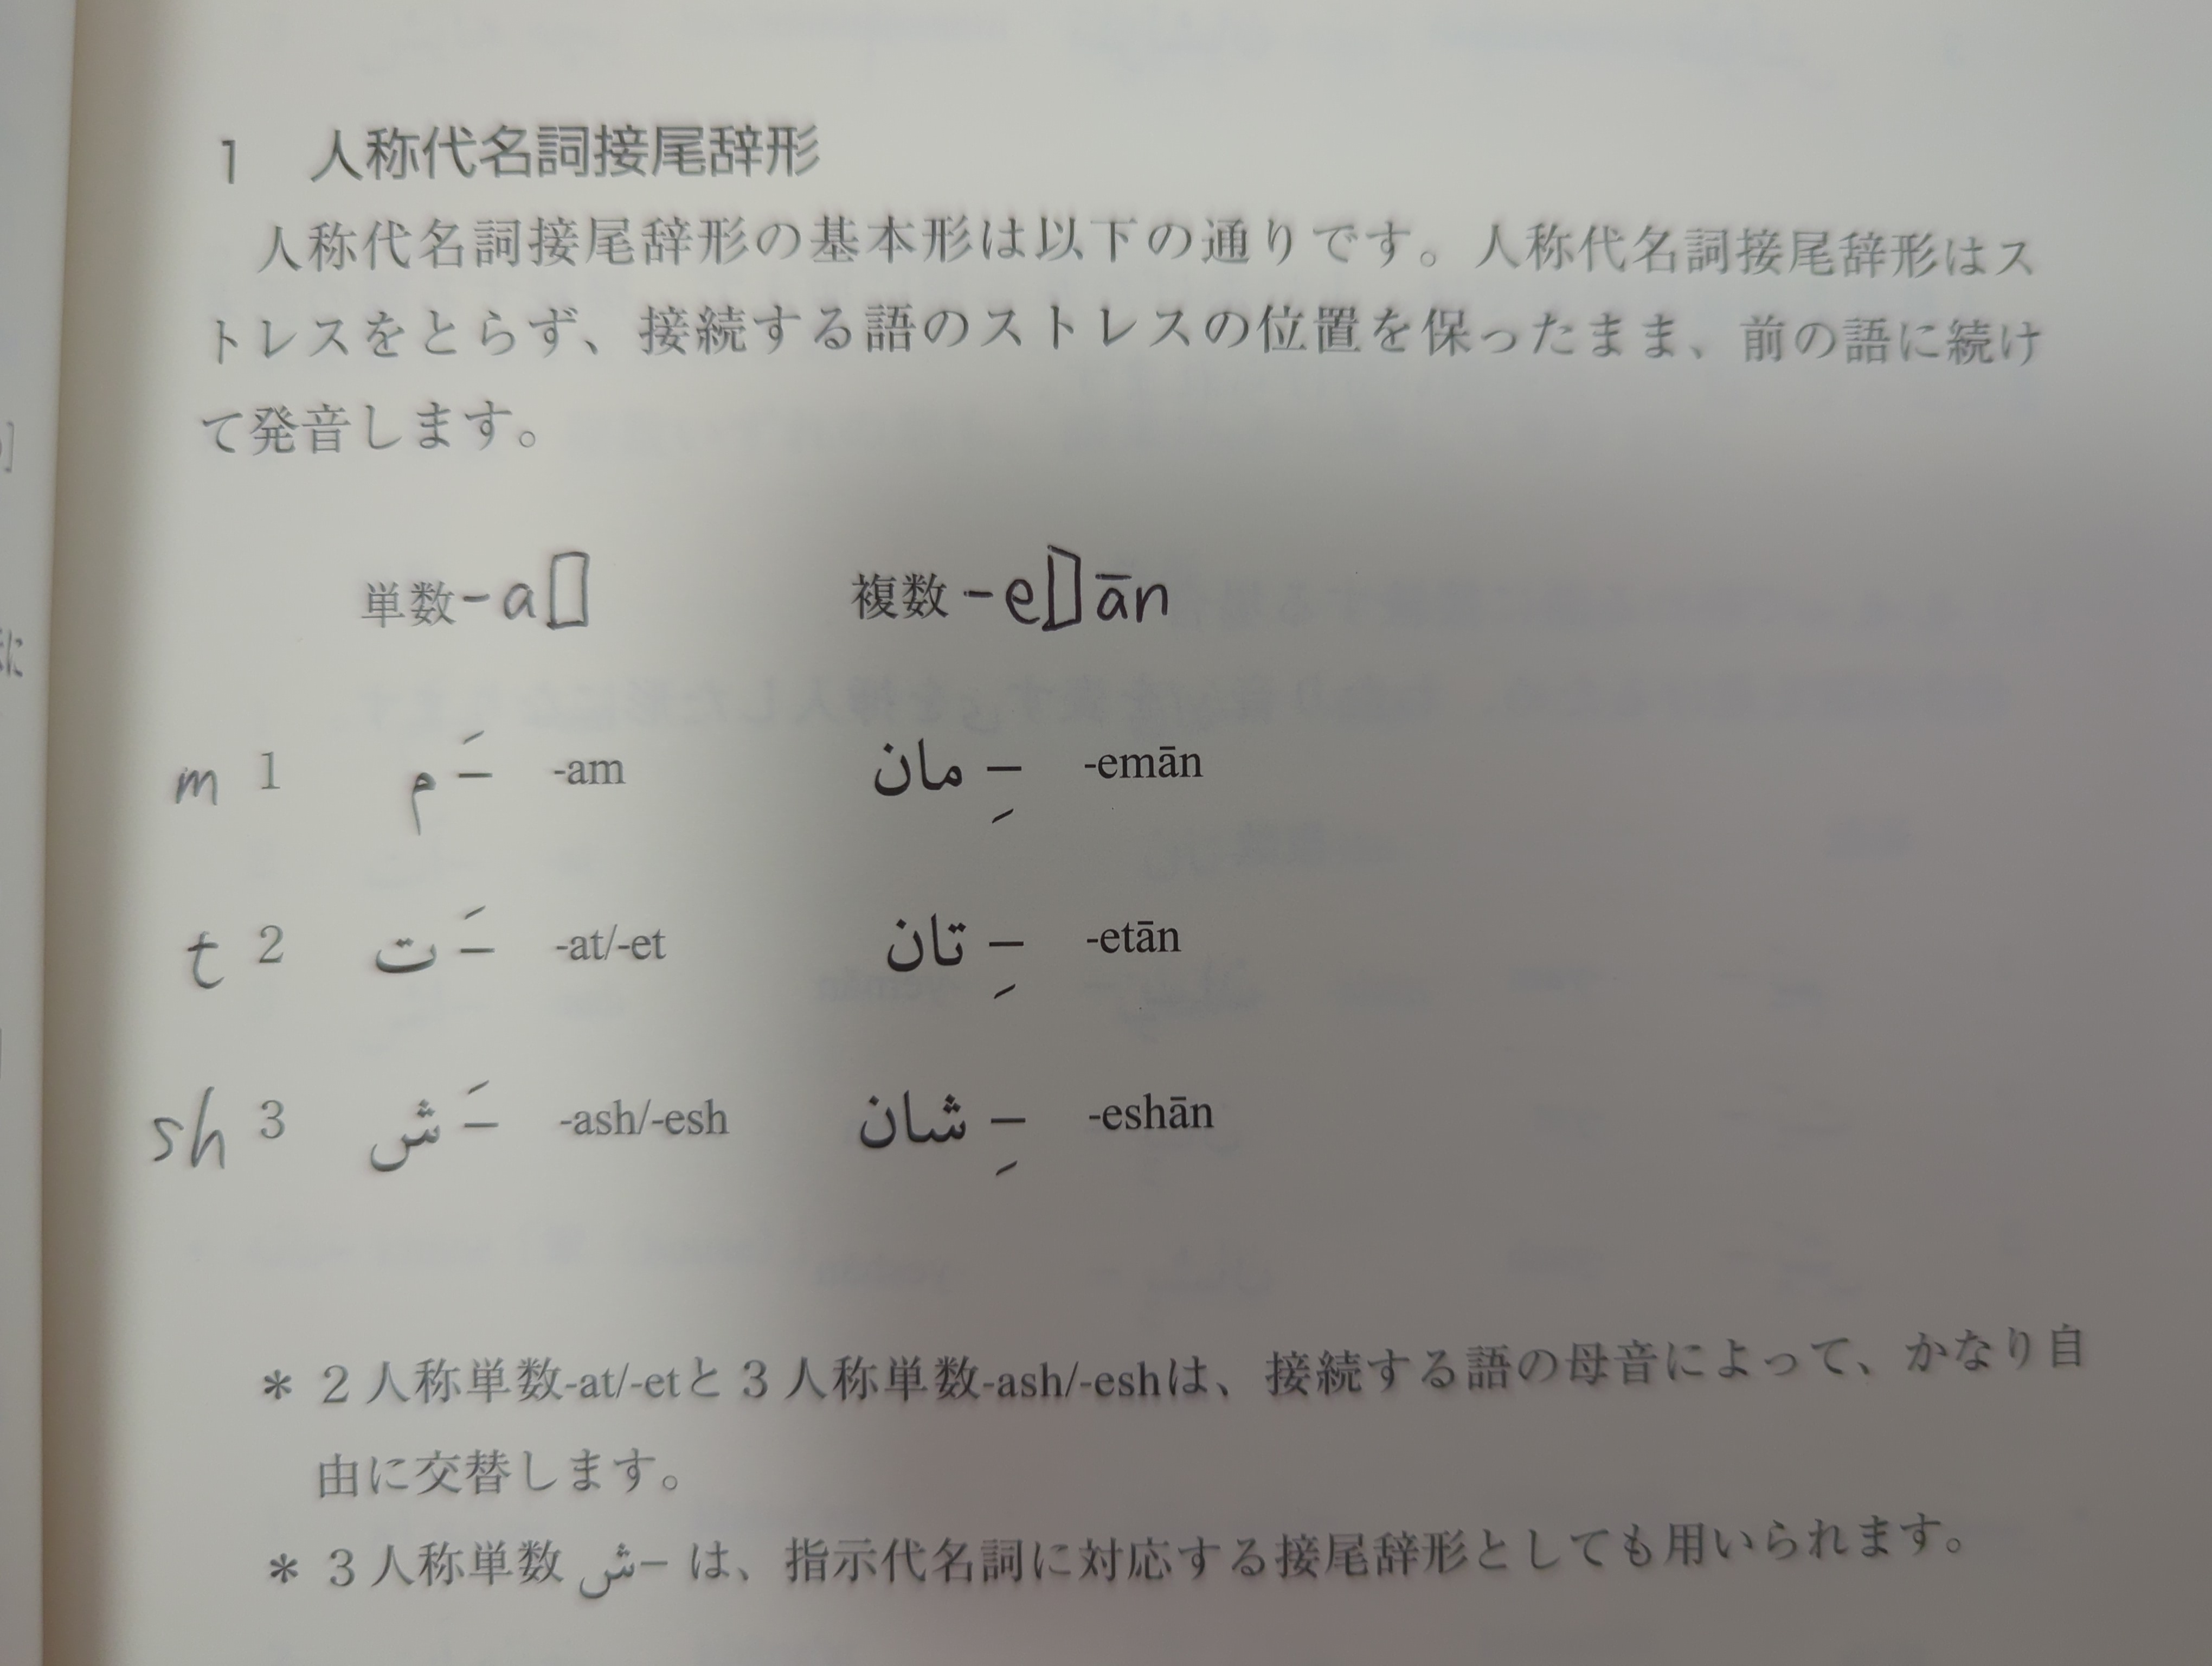 1 人称代名詞接尾辞形
人称代名詞接尾辞形の基本形は以下の通りです。人称代名詞接尾辞形はス
トレスをとらず、接続する語のストレスの位置を保ったまま、前の語に続け
て発音します。
単数 -a□ 複数 -e□ān
m 1 ـَم -am ـِمان -emān
t 2 ـَت -at/-et ـِتان -etān
sh 3 ـَش -ash/-esh ـِشان -eshān
* 2人称単数-at/-etと3人称単数-ash/-eshは、接続する語の母音によって、かなり自
由に交替します。
* 3人称単数 ـش は、指示代名詞に対応する接尾辞形としても用いられます。